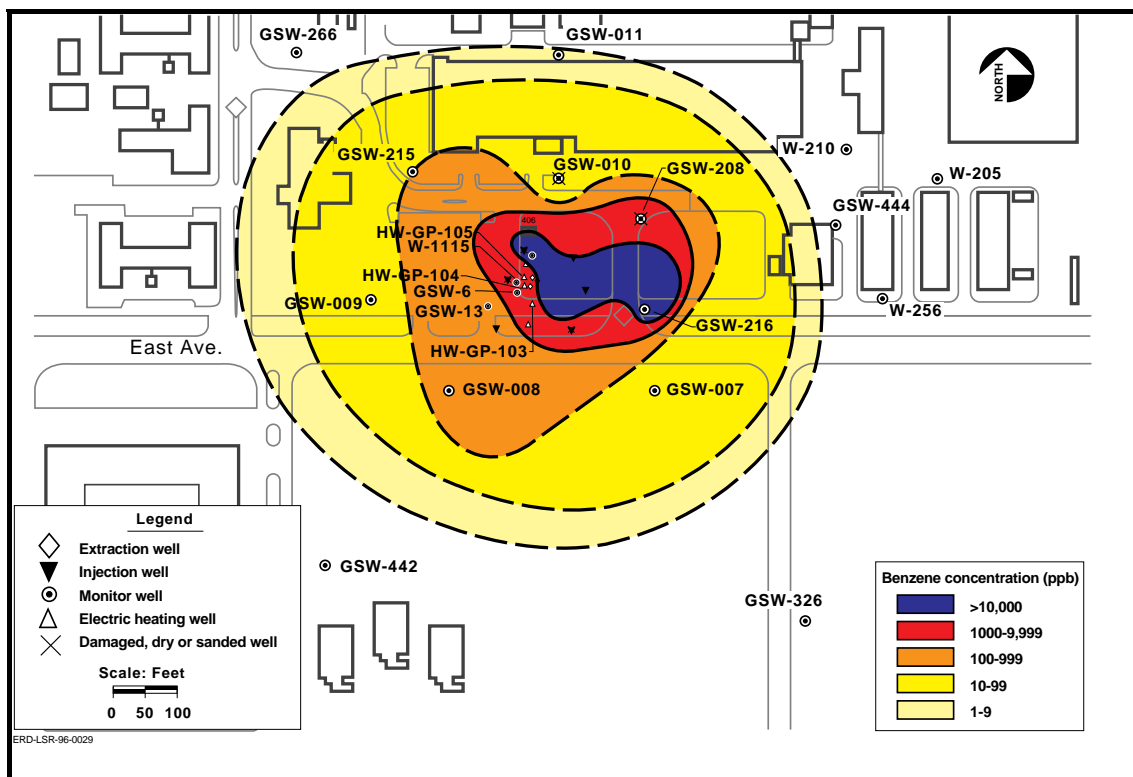 GSW-266
GSW-011
NORTH
GSW-215
GSW-010
GSW-208
W-210
W-205
GSW-444
406
HW-GP-105
W-1115
HW-GP-104
GSW-6
GSW-009
GSW-13
GSW-216
W-256
East Ave.
HW-GP-103
GSW-008
GSW-007
Legend
Extraction well
Injection well
Monitor well
Electric heating well
Damaged, dry or sanded well
Scale: Feet
0 50 100
GSW-442
GSW-326
Benzene concentration (ppb)
>10,000
1000-9,999
100-999
10-99
1-9
ERD-LSR-96-0029